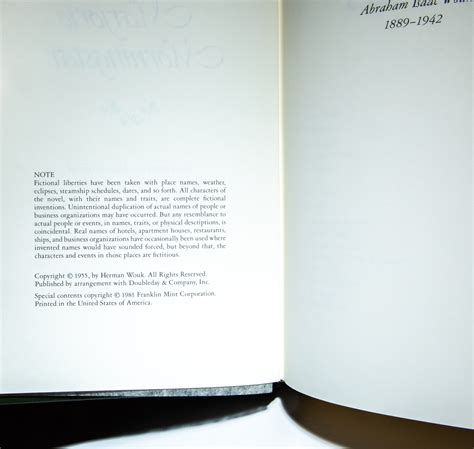 NOTE
Fictional liberties have been taken with place names, weather,
eclipses, steamship schedules, dates, and so forth. All characters of
the novel, with their names and traits, are complete fictional
inventions. Unintentional duplication of actual names of people or
business organizations may have occurred. But any resemblance to
actual people or events, in names, traits, or physical descriptions, is
coincidental. Real names of hotels, apartment houses, restaurants,
ships, and business organizations have occasionally been used where
invented names would have sounded forced, but beyond that, the
characters and events in those places are fictitious.
Copyright © 1955, by Herman Wouk. All Rights Reserved.
Published by arrangement with Doubleday & Company, Inc.
Special contents copyright © 1981 Franklin Mint Corporation.
Printed in the United States of America.
Abraham
1889–1942